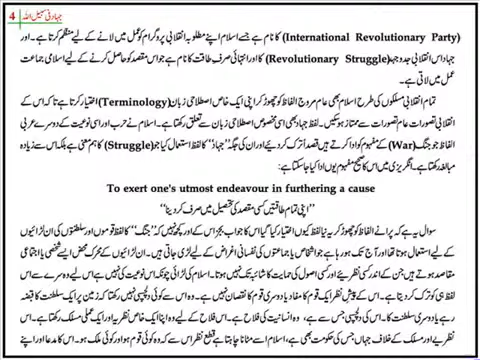 جہاد فی سبیل اللہ 4
(International Revolutionary Party) کا نام ہے جسے اسلام اپنے مطلوبہ انقلابی پروگرام کو عمل میں لانے کے لیے منظم کرتا ہے۔ اور
جہاد اس انقلابی جدوجہد (Revolutionary Struggle) کا اور انتہائی صرفِ طاقت کا نام ہے جو اس مقصد کو حاصل کرنے کے لیے اسلامی جماعت
عمل میں لاتی ہے۔
تمام انقلابی مسلکوں کی طرح اسلام بھی عام مروج الفاظ کو چھوڑ کر اپنی ایک خاص اصطلاحی زبان (Terminology) اختیار کرتا ہے تاکہ اس کے
انقلابی تصورات عام تصورات سے ممتاز ہوسکیں۔ لفظ جہاد بھی اسی مخصوص اصطلاحی زبان سے تعلق رکھتا ہے۔ اسلام نے حرب اور اسی نوعیت کے دوسرے عربی
الفاظ جو جنگ (War) کے مفہوم کو ادا کرتے ہیں قصداً ترک کردیئے اور ان کی جگہ ”جہاد“ کا لفظ استعمال کیا جو (Struggle) کا ہم معنی ہے بلکہ اس سے زیادہ
مبالغہ رکھتا ہے۔ انگریزی میں اس کا صحیح مفہوم یوں ادا کیا جاسکتا ہے:
To exert one's utmost endeavour in furthering a cause
”اپنی تمام طاقتیں کسی مقصد کی تحصیل میں صرف کردینا“
سوال یہ ہے کہ پرانے الفاظ کو چھوڑ کر یہ نیا لفظ کیوں اختیار کیا گیا اس کا جواب بجز اس کے اور کچھ نہیں کہ ”جنگ“ کا لفظ قوموں اور سلطنتوں کی ان لڑائیوں
کے لیے استعمال ہوتا تھا اور آج تک ہو رہا ہے جو اشخاص یا جماعتوں کی نفسانی اغراض کے لیے لڑی جاتی ہیں۔ ان لڑائیوں کے محرک محض ایسے شخصی یا اجتماعی
مقاصد ہوتے ہیں جن کے اندر کسی نظریئے اور کسی اصول کی حمایت کا شائبہ تک نہیں ہوتا۔ اسلام کی لڑائی چونکہ اس نوعیت کی نہیں ہے اس لیے وہ سرے سے اس
لفظ ہی کو ترک کردیتا ہے۔ اس کے پیش نظر ایک قوم کا مفاد یا دوسری قوم کا نقصان نہیں ہے۔ وہ اس سے کوئی دلچسپی نہیں رکھتا کہ زمین پر ایک سلطنت کا قبضہ
رہے یا دوسری سلطنت کا۔ اس کی دلچسپی جس سے ہے، وہ انسانیت کی فلاح ہے۔ اس فلاح کے لیے وہ اپنا ایک خاص نظریہ اور ایک عملی مسلک رکھتا ہے۔ اس
نظریے اور مسلک کے خلاف جہاں جس کی حکومت بھی ہے، اسلام اسے مٹانا چاہتا ہے قطع نظر اس سے کہ وہ کوئی قوم ہو اور کوئی ملک ہو۔ اس کا مدعا اپنے